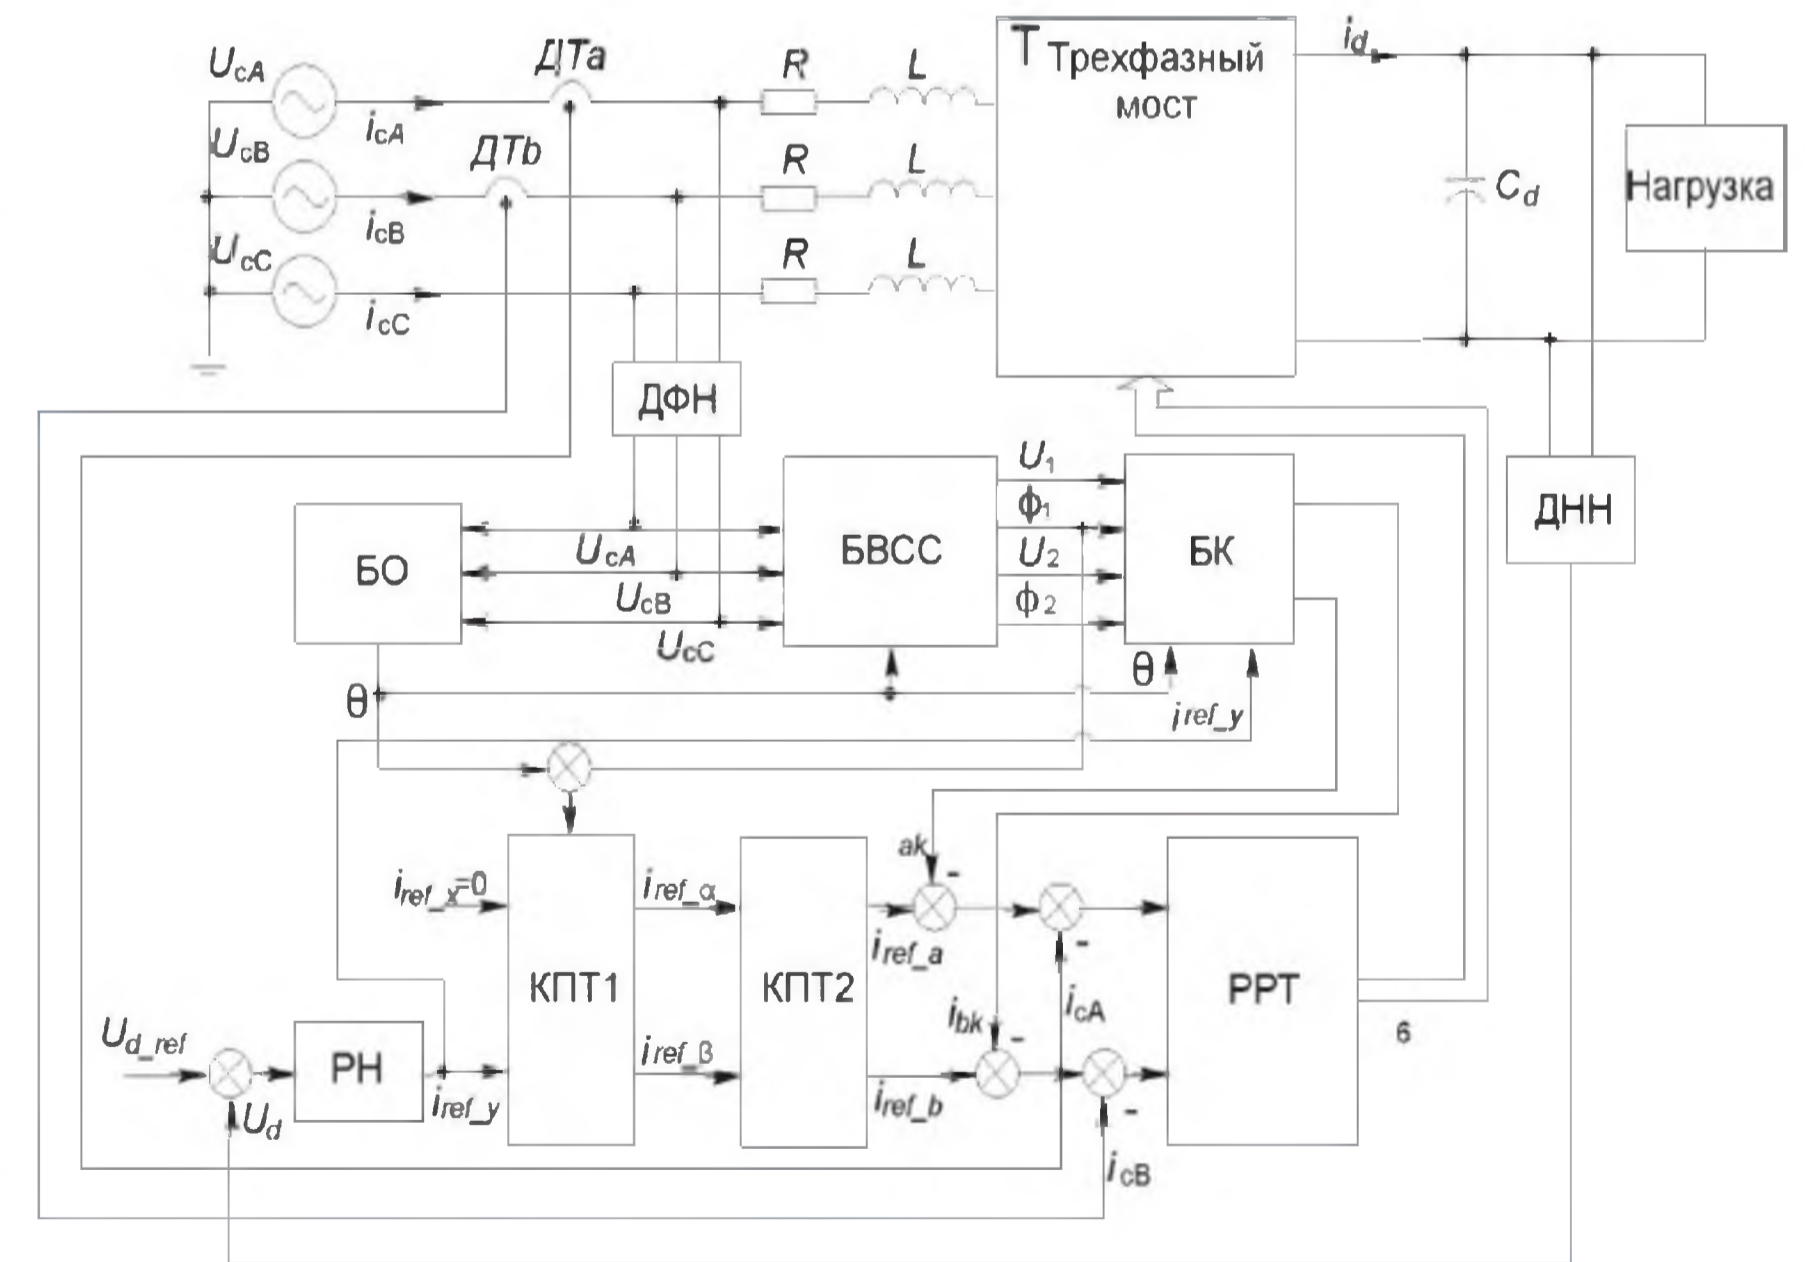 UcA
ДТа
R
L
T Трехфазный
мост
id
icA
UcB
ДТb
R
L
Cd
Нагрузка
icB
UcC
R
L
icC
ДФН
U1
ф1
U2
ф2
БО
UcA
UcB
UcC
БВСС
БК
ДНН
θ
θ
iref_y
ak
iref_x=0
iref_α
iref_a
КПТ1
КПТ2
РРТ
Ud_ref
РН
iref_y
Ud
iref_β
iref_b
ibk
icA
6
icB